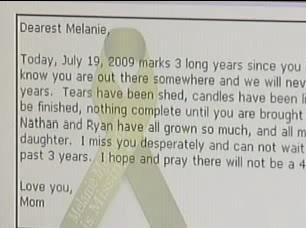 Dearest Melanie,
Today, July 19, 2009 marks 3 long years since you
know you are out there somewhere and we will nev
years. Tears have been shed, candles have been li
be finished, nothing complete until you are brought
Nathan and Ryan have all grown so much, and all m
daughter. I miss you desperately and can not wait
past 3 years. I hope and pray there will not be a 4
Love you,
Mom